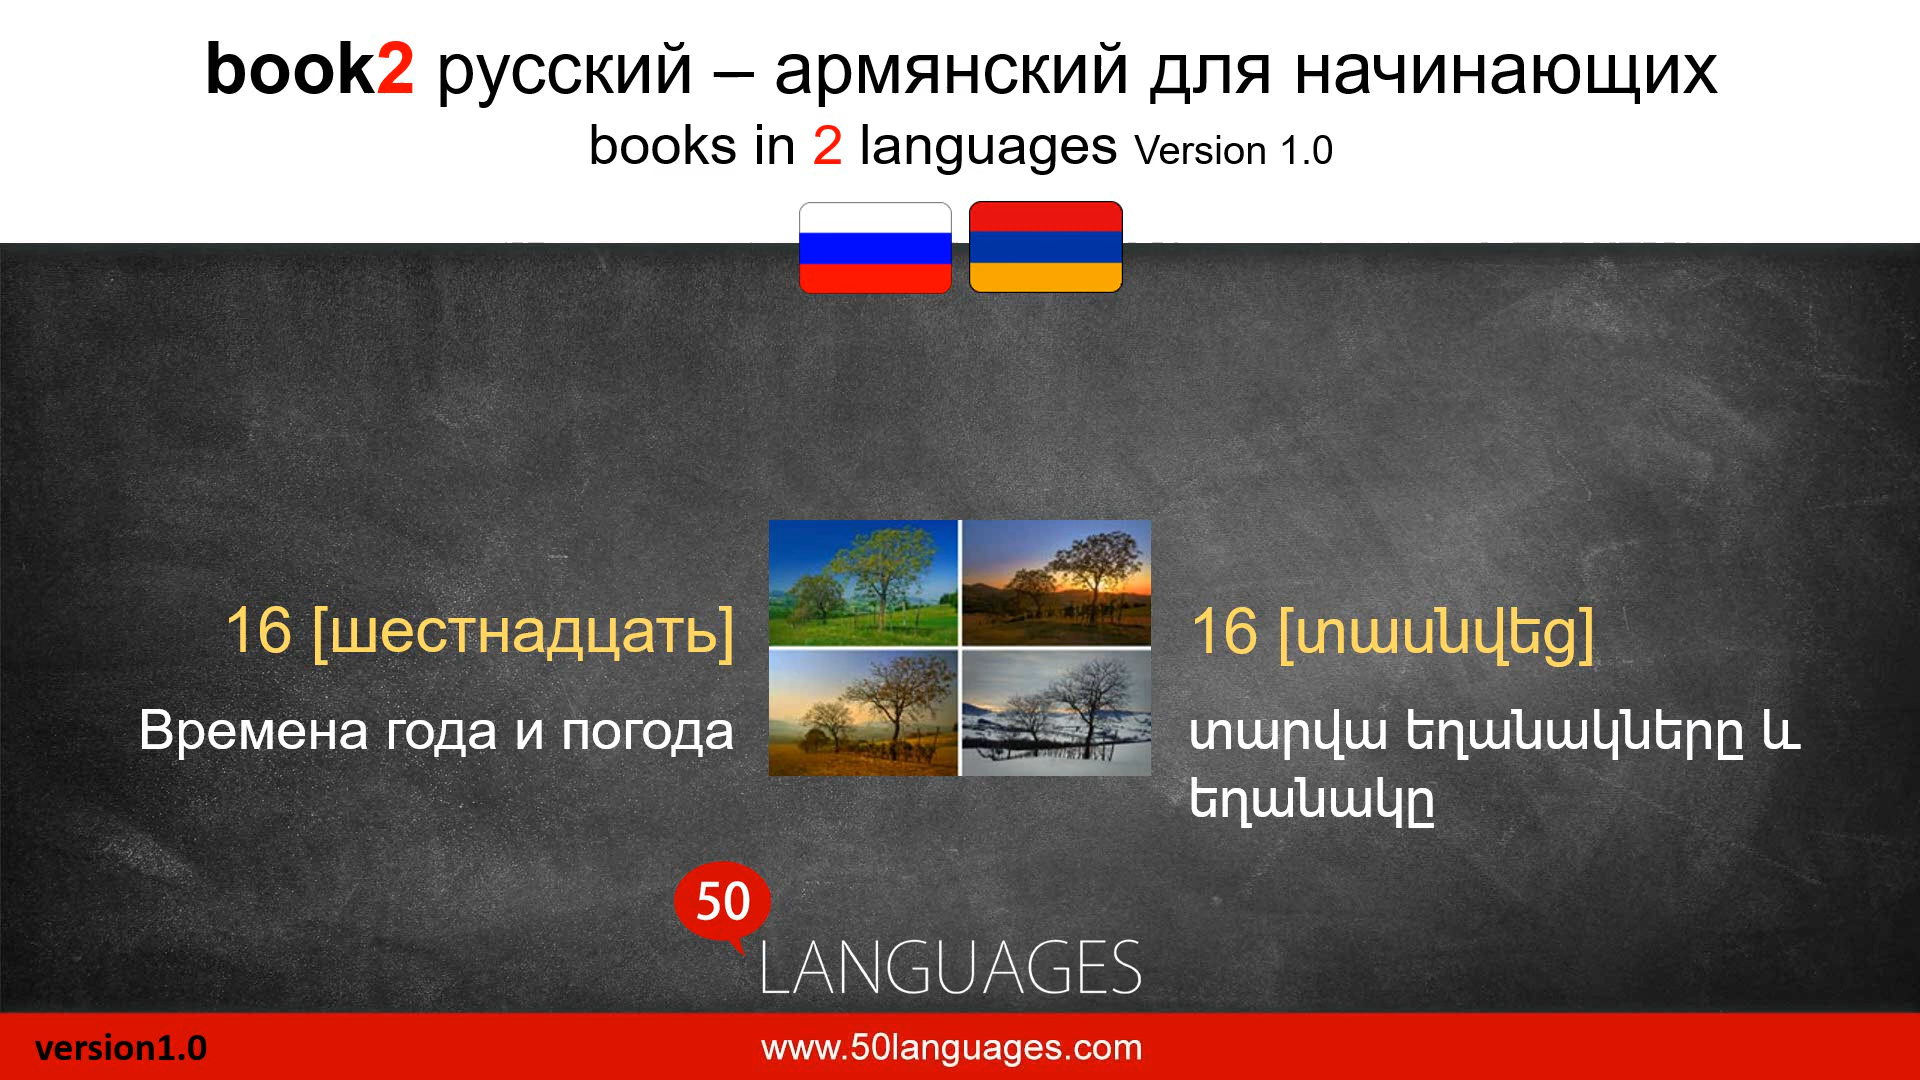 book2 русский – армянский для начинающих
books in 2 languages Version 1.0
16 [шестнадцать]
Времена года и погода
16 [տասնվեց]
տարվա եղանակները և
եղանակը
50
LANGUAGES
version1.0
www.50languages.com